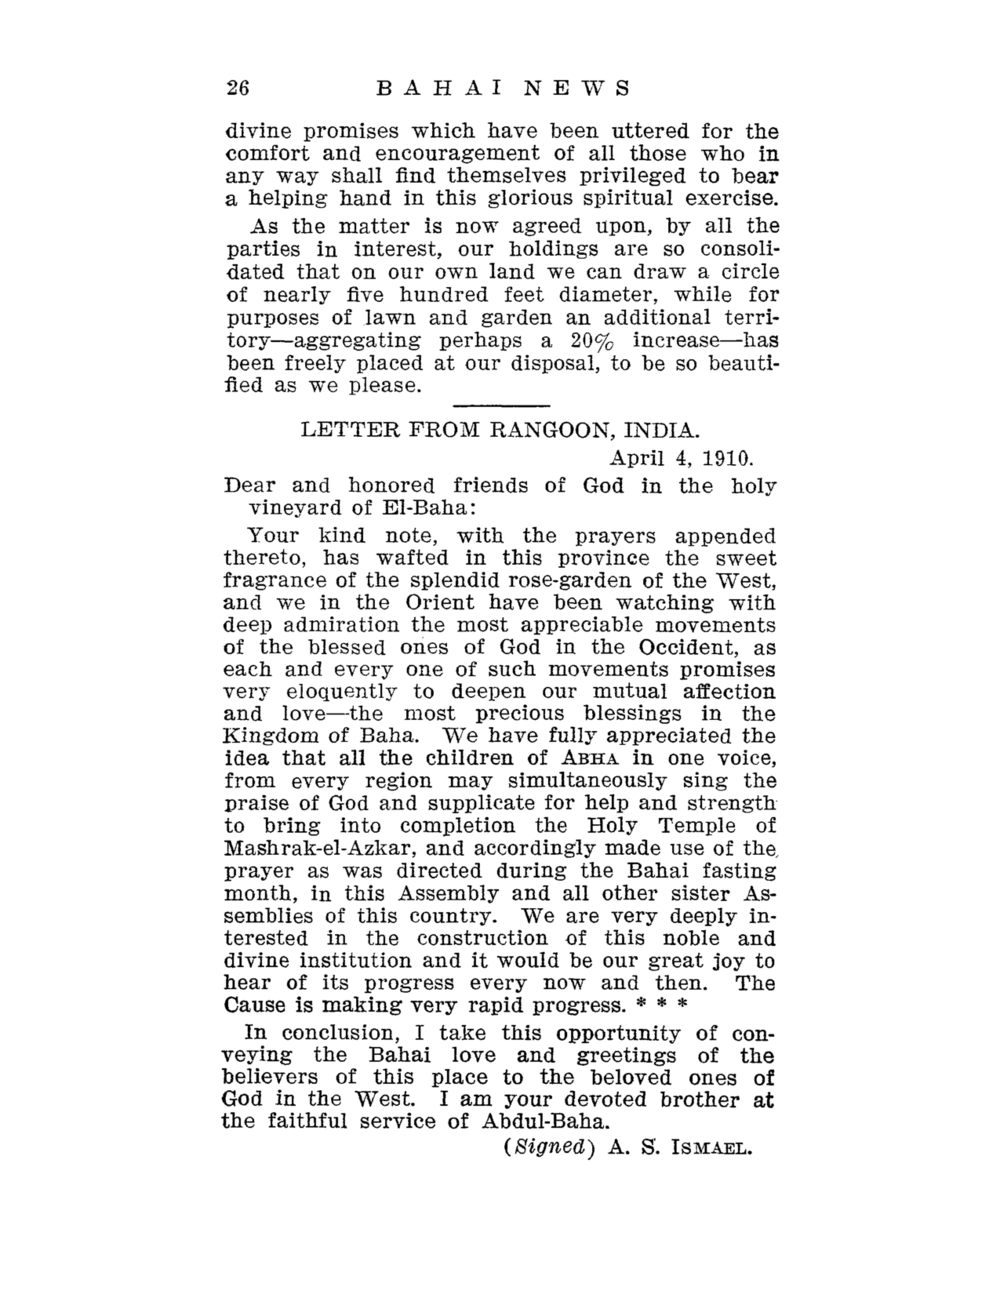 26 BAHAI NEWS
divine promises which have been uttered for the
comfort and encouragement of all those who in
any way shall find themselves privileged to bear
a helping hand in this glorious spiritual exercise.
As the matter is now agreed upon, by all the
parties in interest, our holdings are so consoli-
dated that on our own land we can draw a circle
of nearly five hundred feet diameter, while for
purposes of lawn and garden an additional terri-
tory—aggregating perhaps a 20% increase—has
been freely placed at our disposal, to be so beauti-
fied as we please.
LETTER FROM RANGOON, INDIA.
April 4, 1910.
Dear and honored friends of God in the holy
vineyard of El-Baha:
Your kind note, with the prayers appended
thereto, has wafted in this province the sweet
fragrance of the splendid rose-garden of the West,
and we in the Orient have been watching with
deep admiration the most appreciable movements
of the blessed ones of God in the Occident, as
each and every one of such movements promises
very eloquently to deepen our mutual affection
and love—the most precious blessings in the
Kingdom of Baha. We have fully appreciated the
idea that all the children of ABHA in one voice,
from every region may simultaneously sing the
praise of God and supplicate for help and strength
to bring into completion the Holy Temple of
Mashrak-el-Azkar, and accordingly made use of the
prayer as was directed during the Bahai fasting
month, in this Assembly and all other sister As-
semblies of this country. We are very deeply in-
terested in the construction of this noble and
divine institution and it would be our great joy to
hear of its progress every now and then. The
Cause is making very rapid progress. * * *
In conclusion, I take this opportunity of con-
veying the Bahai love and greetings of the
believers of this place to the beloved ones of
God in the West. I am your devoted brother at
the faithful service of Abdul-Baha.
(Signed) A. S. ISMAEL.